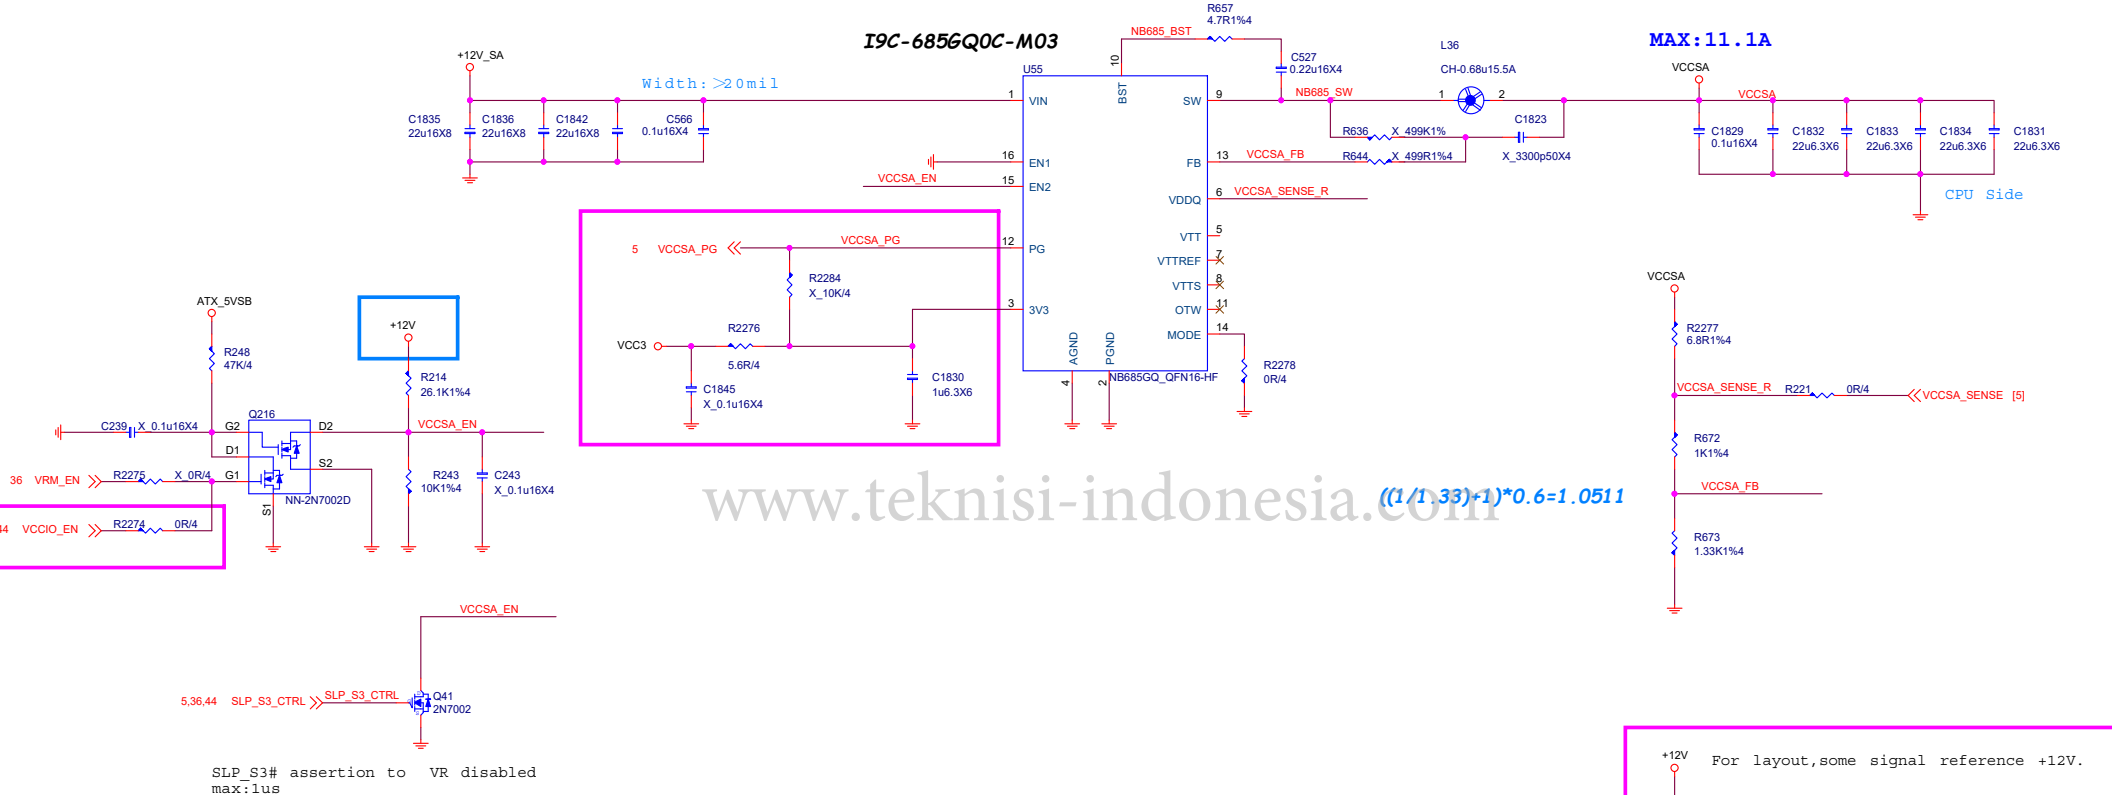 I9C-685GQ0C-M03
MAX:11.1A
+12V_SA
Width:>20mil
C1835
22u16X8
C1836
22u16X8
C1842
22u16X8
C566
0.1u16X4
U55
1 VIN
16 EN1
15 EN2
12 PG
3 3V3
10 BST
SW 9
FB 13
VDDQ 6
VTT 5
VTTREF 7
VTTS 8
OTW 11
MODE 14
AGND 4
PGND 2
NB685GQ_QFN16-HF
NB685_BST
R657
4.7R1%4
C527
0.22u16X4
NB685_SW
L36
CH-0.68u15.5A
1 2
R636 X_499K1%
VCCSA_FB
R644 X_499R1%4
C1823
X_3300p50X4
VCCSA_SENSE_R
VCCSA
VCCSA
C1829
0.1u16X4
C1832
22u6.3X6
C1833
22u6.3X6
C1834
22u6.3X6
C1831
22u6.3X6
CPU Side
VCCSA_EN
5 VCCSA_PG
VCCSA_PG
R2284
X_10K/4
VCC3
R2276
5.6R/4
C1845
X_0.1u16X4
C1830
1u6.3X6
R2278
0R/4
ATX_5VSB
R248
47K/4
+12V
R214
26.1K1%4
Q216
C239 X_0.1u16X4
G2 D2
D1
S2
G1
S1
NN-2N7002D
VCCSA_EN
36 VRM_EN
R2275 X_0R/4
44 VCCIO_EN
R2274 0R/4
R243
10K1%4
C243
X_0.1u16X4
VCCSA
R2277
6.8R1%4
VCCSA_SENSE_R
R221 0R/4
VCCSA_SENSE [5]
R672
1K1%4
VCCSA_FB
R673
1.33K1%4
www.teknisi-indonesia.com
((1/1.33)+1)*0.6=1.0511
VCCSA_EN
5,36,44 SLP_S3_CTRL
SLP_S3_CTRL
Q41
2N7002
SLP_S3# assertion to VR disabled
max:1us
+12V
For layout,some signal reference +12V.